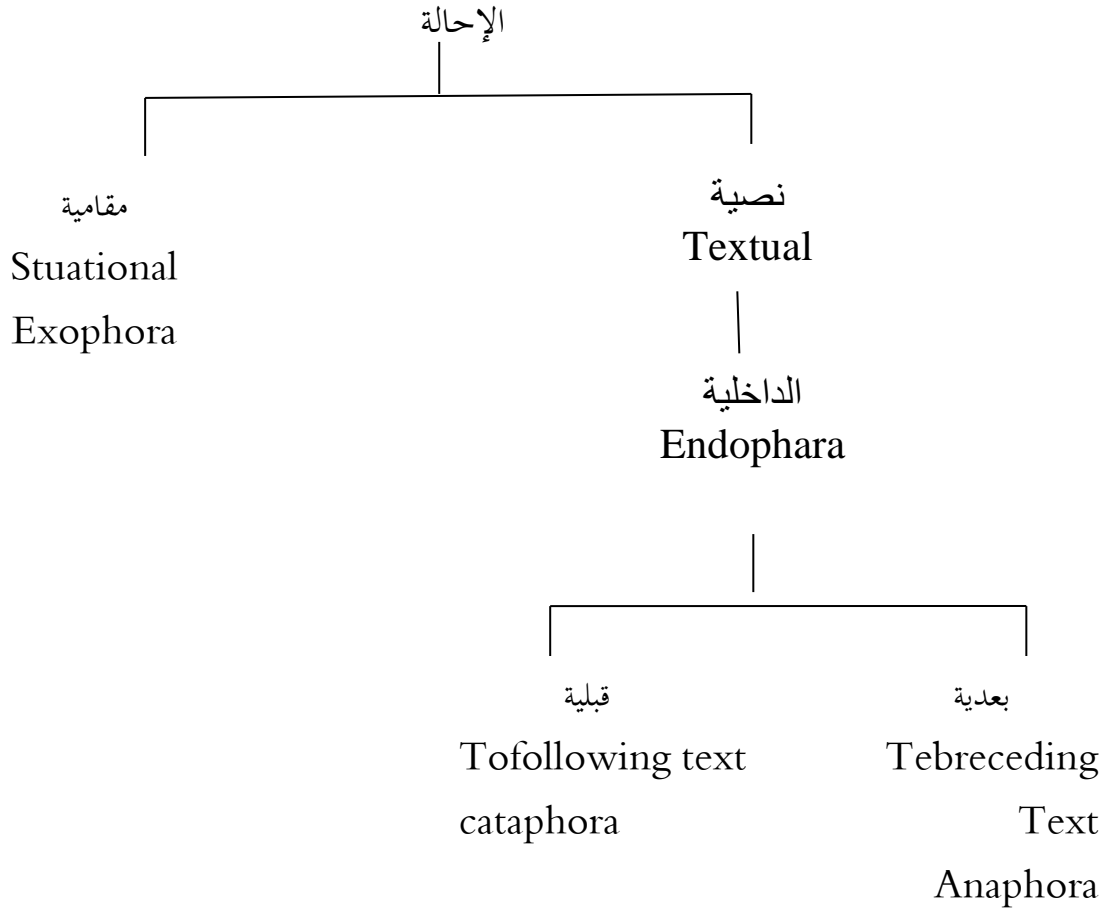 الإحالة
مقامية
Stuational
Exophora
نصية
Textual
الداخلية
Endophara
قبلية
Tofollowing text
cataphora
بعدية
Tebreceding
Text
Anaphora